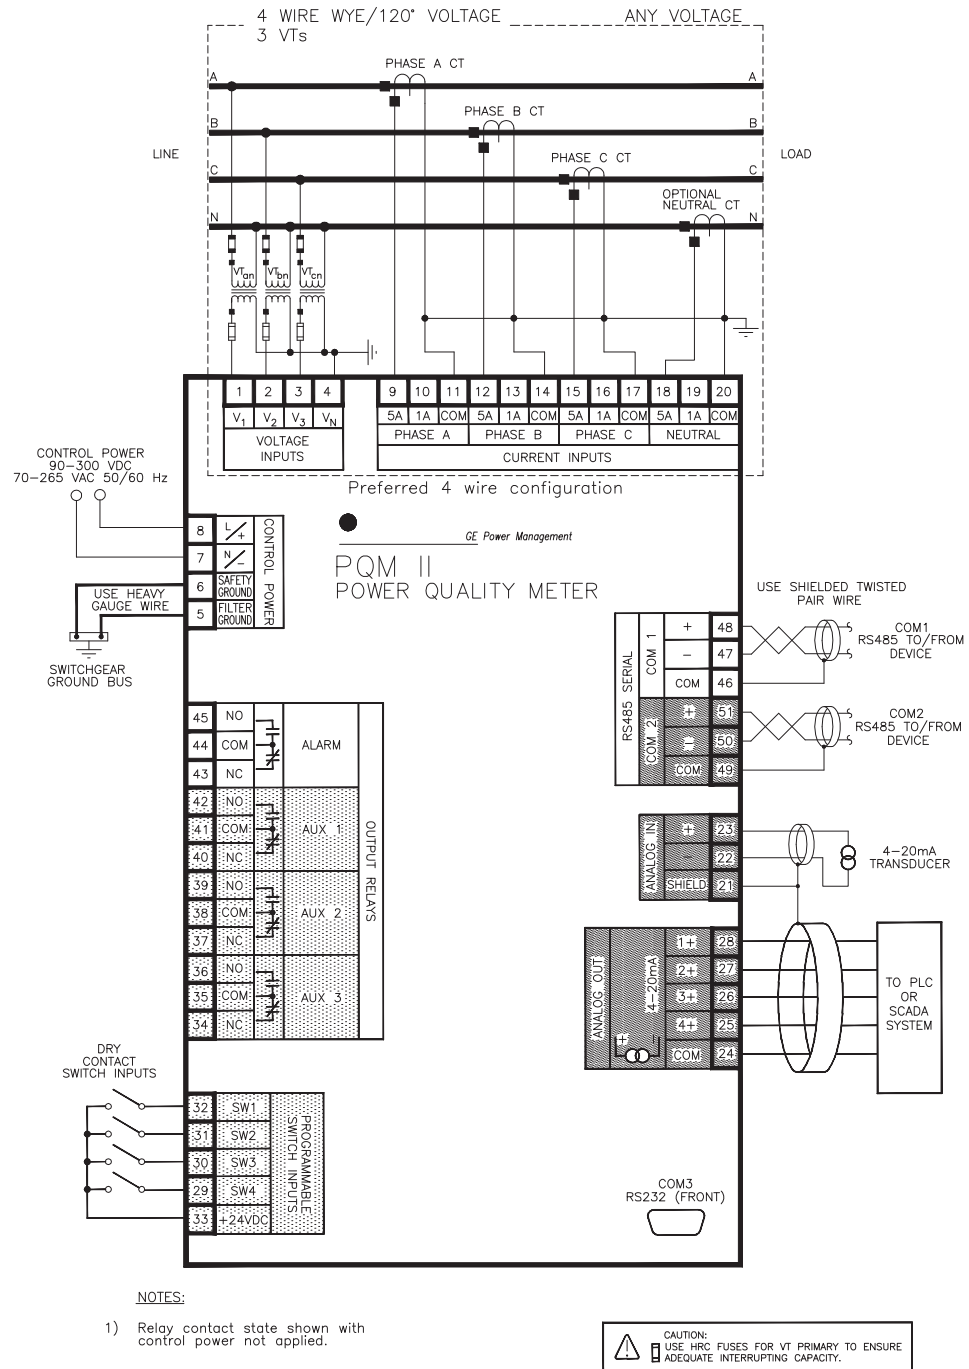 4 WIRE WYE/120° VOLTAGE
3 VTs
ANY VOLTAGE
PHASE A CT
A
A
PHASE B CT
B
B
LINE
PHASE C CT
LOAD
C
C
OPTIONAL
NEUTRAL CT
N
N
VTan
VTbn
VTcn
1 2 3 4
V1 V2 V3 VN
VOLTAGE
INPUTS
9 10 11 12 13 14 15 16 17 18 19 20
5A 1A COM 5A 1A COM 5A 1A COM 5A 1A COM
PHASE A PHASE B PHASE C NEUTRAL
CURRENT INPUTS
Preferred 4 wire configuration
CONTROL POWER
90-300 VDC
70-265 VAC 50/60 Hz
8 L/+
7 N/-
6 SAFETY GROUND
5 FILTER GROUND
CONTROL POWER
USE HEAVY
GAUGE WIRE
SWITCHGEAR
GROUND BUS
GE Power Management
PQM II
POWER QUALITY METER
USE SHIELDED TWISTED
PAIR WIRE
RS485 SERIAL
COM 1
+ 48
- 47
COM 46
COM1
RS485 TO/FROM
DEVICE
COM 2
+ 51
- 50
COM 49
COM2
RS485 TO/FROM
DEVICE
45 NO
44 COM
43 NC
ALARM
42 NO
41 COM
40 NC
AUX 1
39 NO
38 COM
37 NC
AUX 2
36 NO
35 COM
34 NC
AUX 3
OUTPUT RELAYS
ANALOG IN
+ 23
- 22
SHIELD 21
4-20mA
TRANSDUCER
ANALOG OUT
4-20mA
+ -
1+ 28
2+ 27
3+ 26
4+ 25
COM 24
TO PLC
OR
SCADA
SYSTEM
DRY
CONTACT
SWITCH INPUTS
32 SW1
31 SW2
30 SW3
29 SW4
33 +24VDC
PROGRAMMABLE
SWITCH INPUTS
COM3
RS232 (FRONT)
NOTES:
1) Relay contact state shown with
control power not applied.
CAUTION:
USE HRC FUSES FOR VT PRIMARY TO ENSURE
ADEQUATE INTERRUPTING CAPACITY.